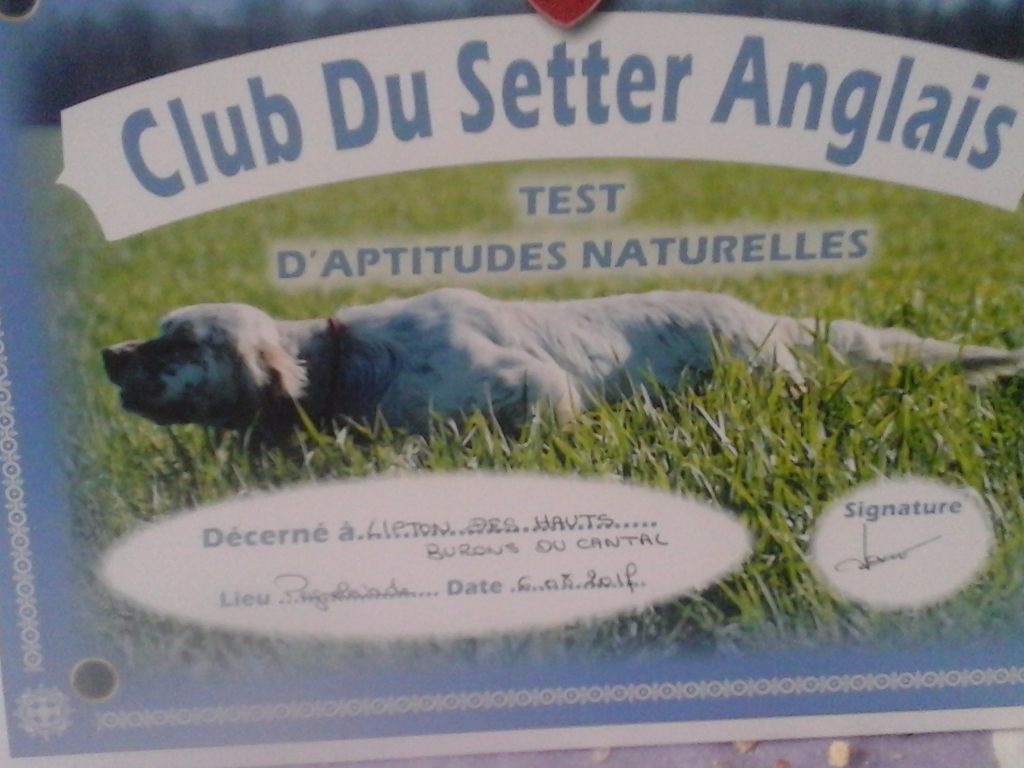 Club Du Setter Anglais
TEST
D'APTITUDES NATURELLES
Décerné à LIPTON DES HAUTS
BURONS DU CANTAL
Signature
Lieu Date